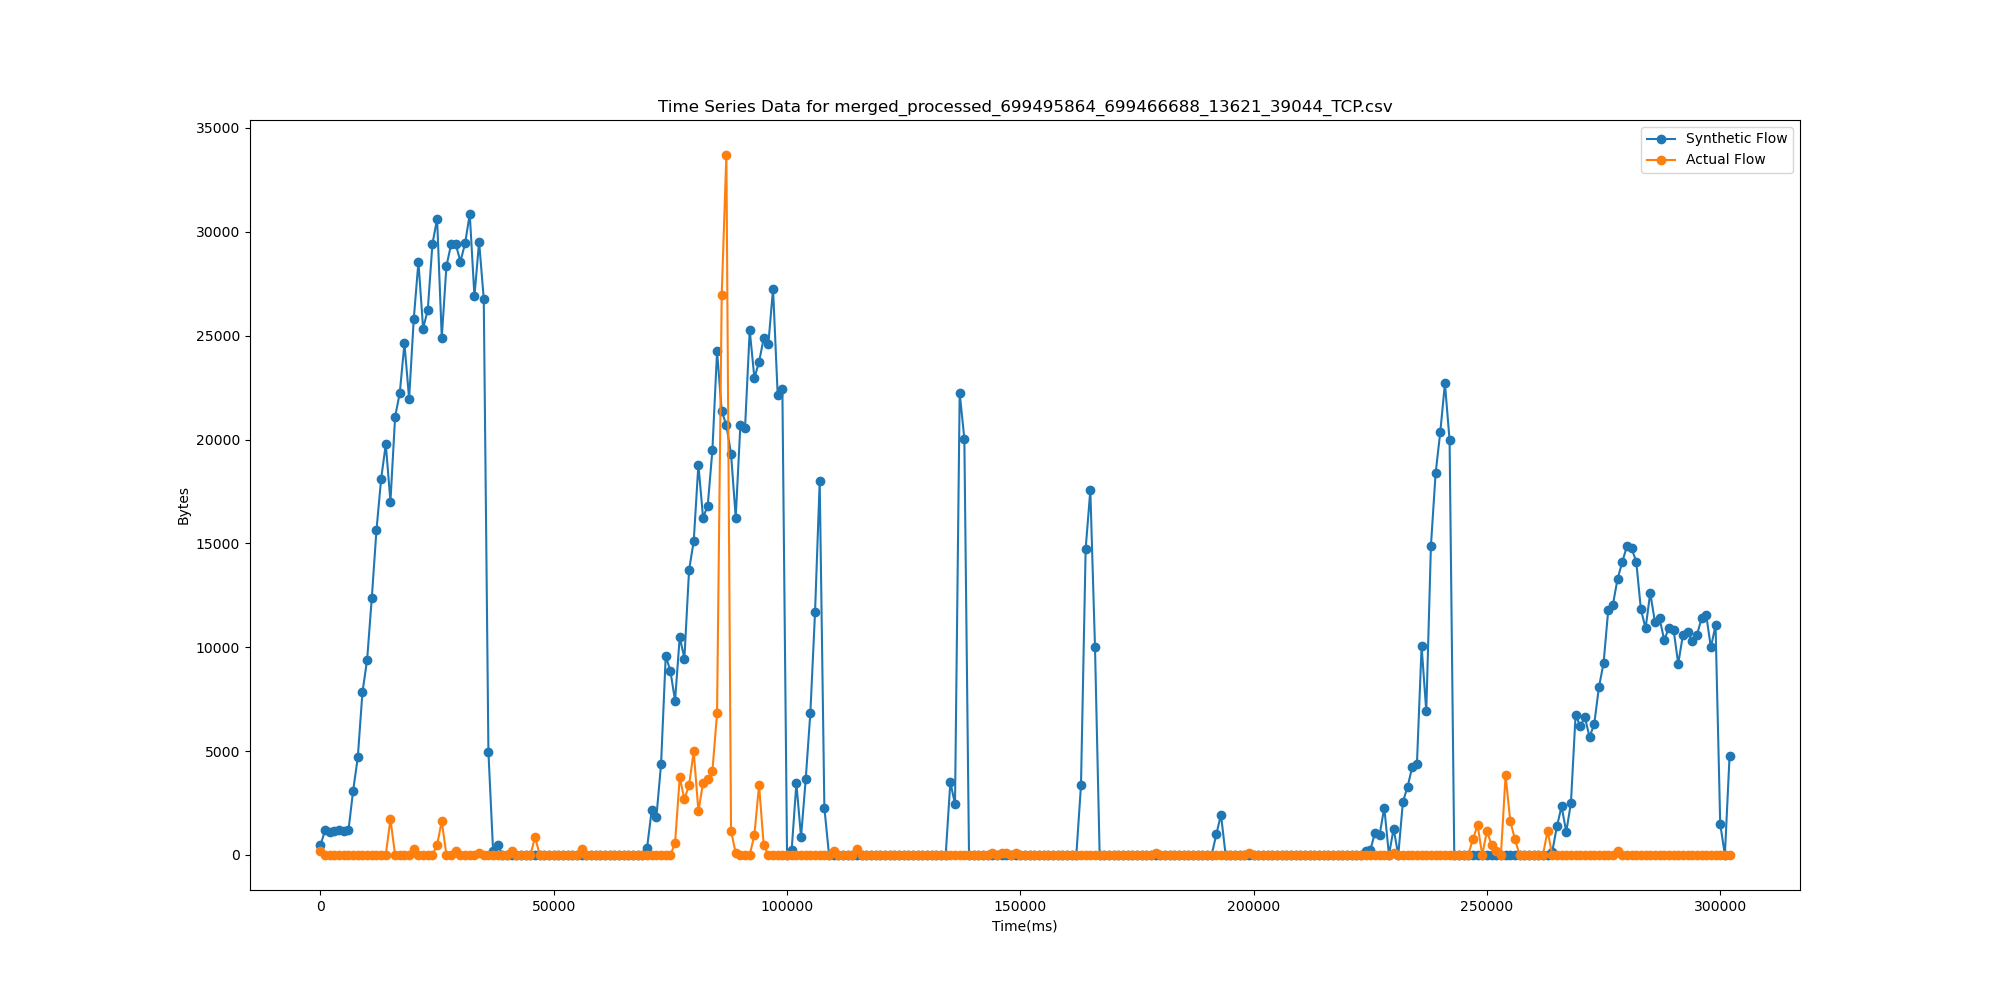 Time Series Data for merged_processed_699495864_699466688_13621_39044_TCP.csv
Synthetic Flow
Actual Flow
Bytes
35000
30000
25000
20000
15000
10000
5000
0
0 50000 100000 150000 200000 250000 300000
Time(ms)